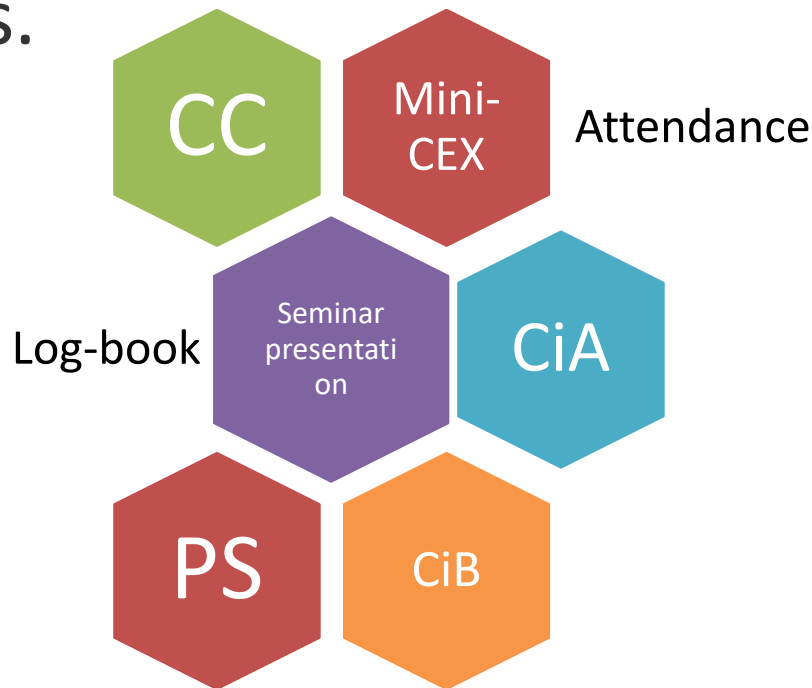 s.
CC
Mini-
CEX
Attendance
Log-book
Seminar
presentati
on
CiA
PS
CiB